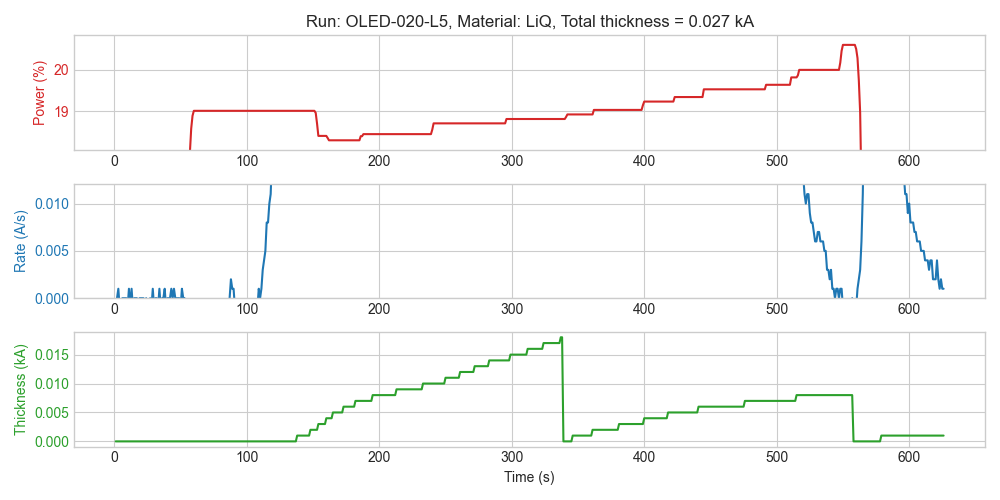 Run: OLED-020-L5, Material: LiQ, Total thickness = 0.027 kA
Power (%)
20
19
0 100 200 300 400 500 600
Rate (A/s)
0.010
0.005
0.000
0 100 200 300 400 500 600
Thickness (kA)
0.015
0.010
0.005
0.000
0 100 200 300 400 500 600
Time (s)